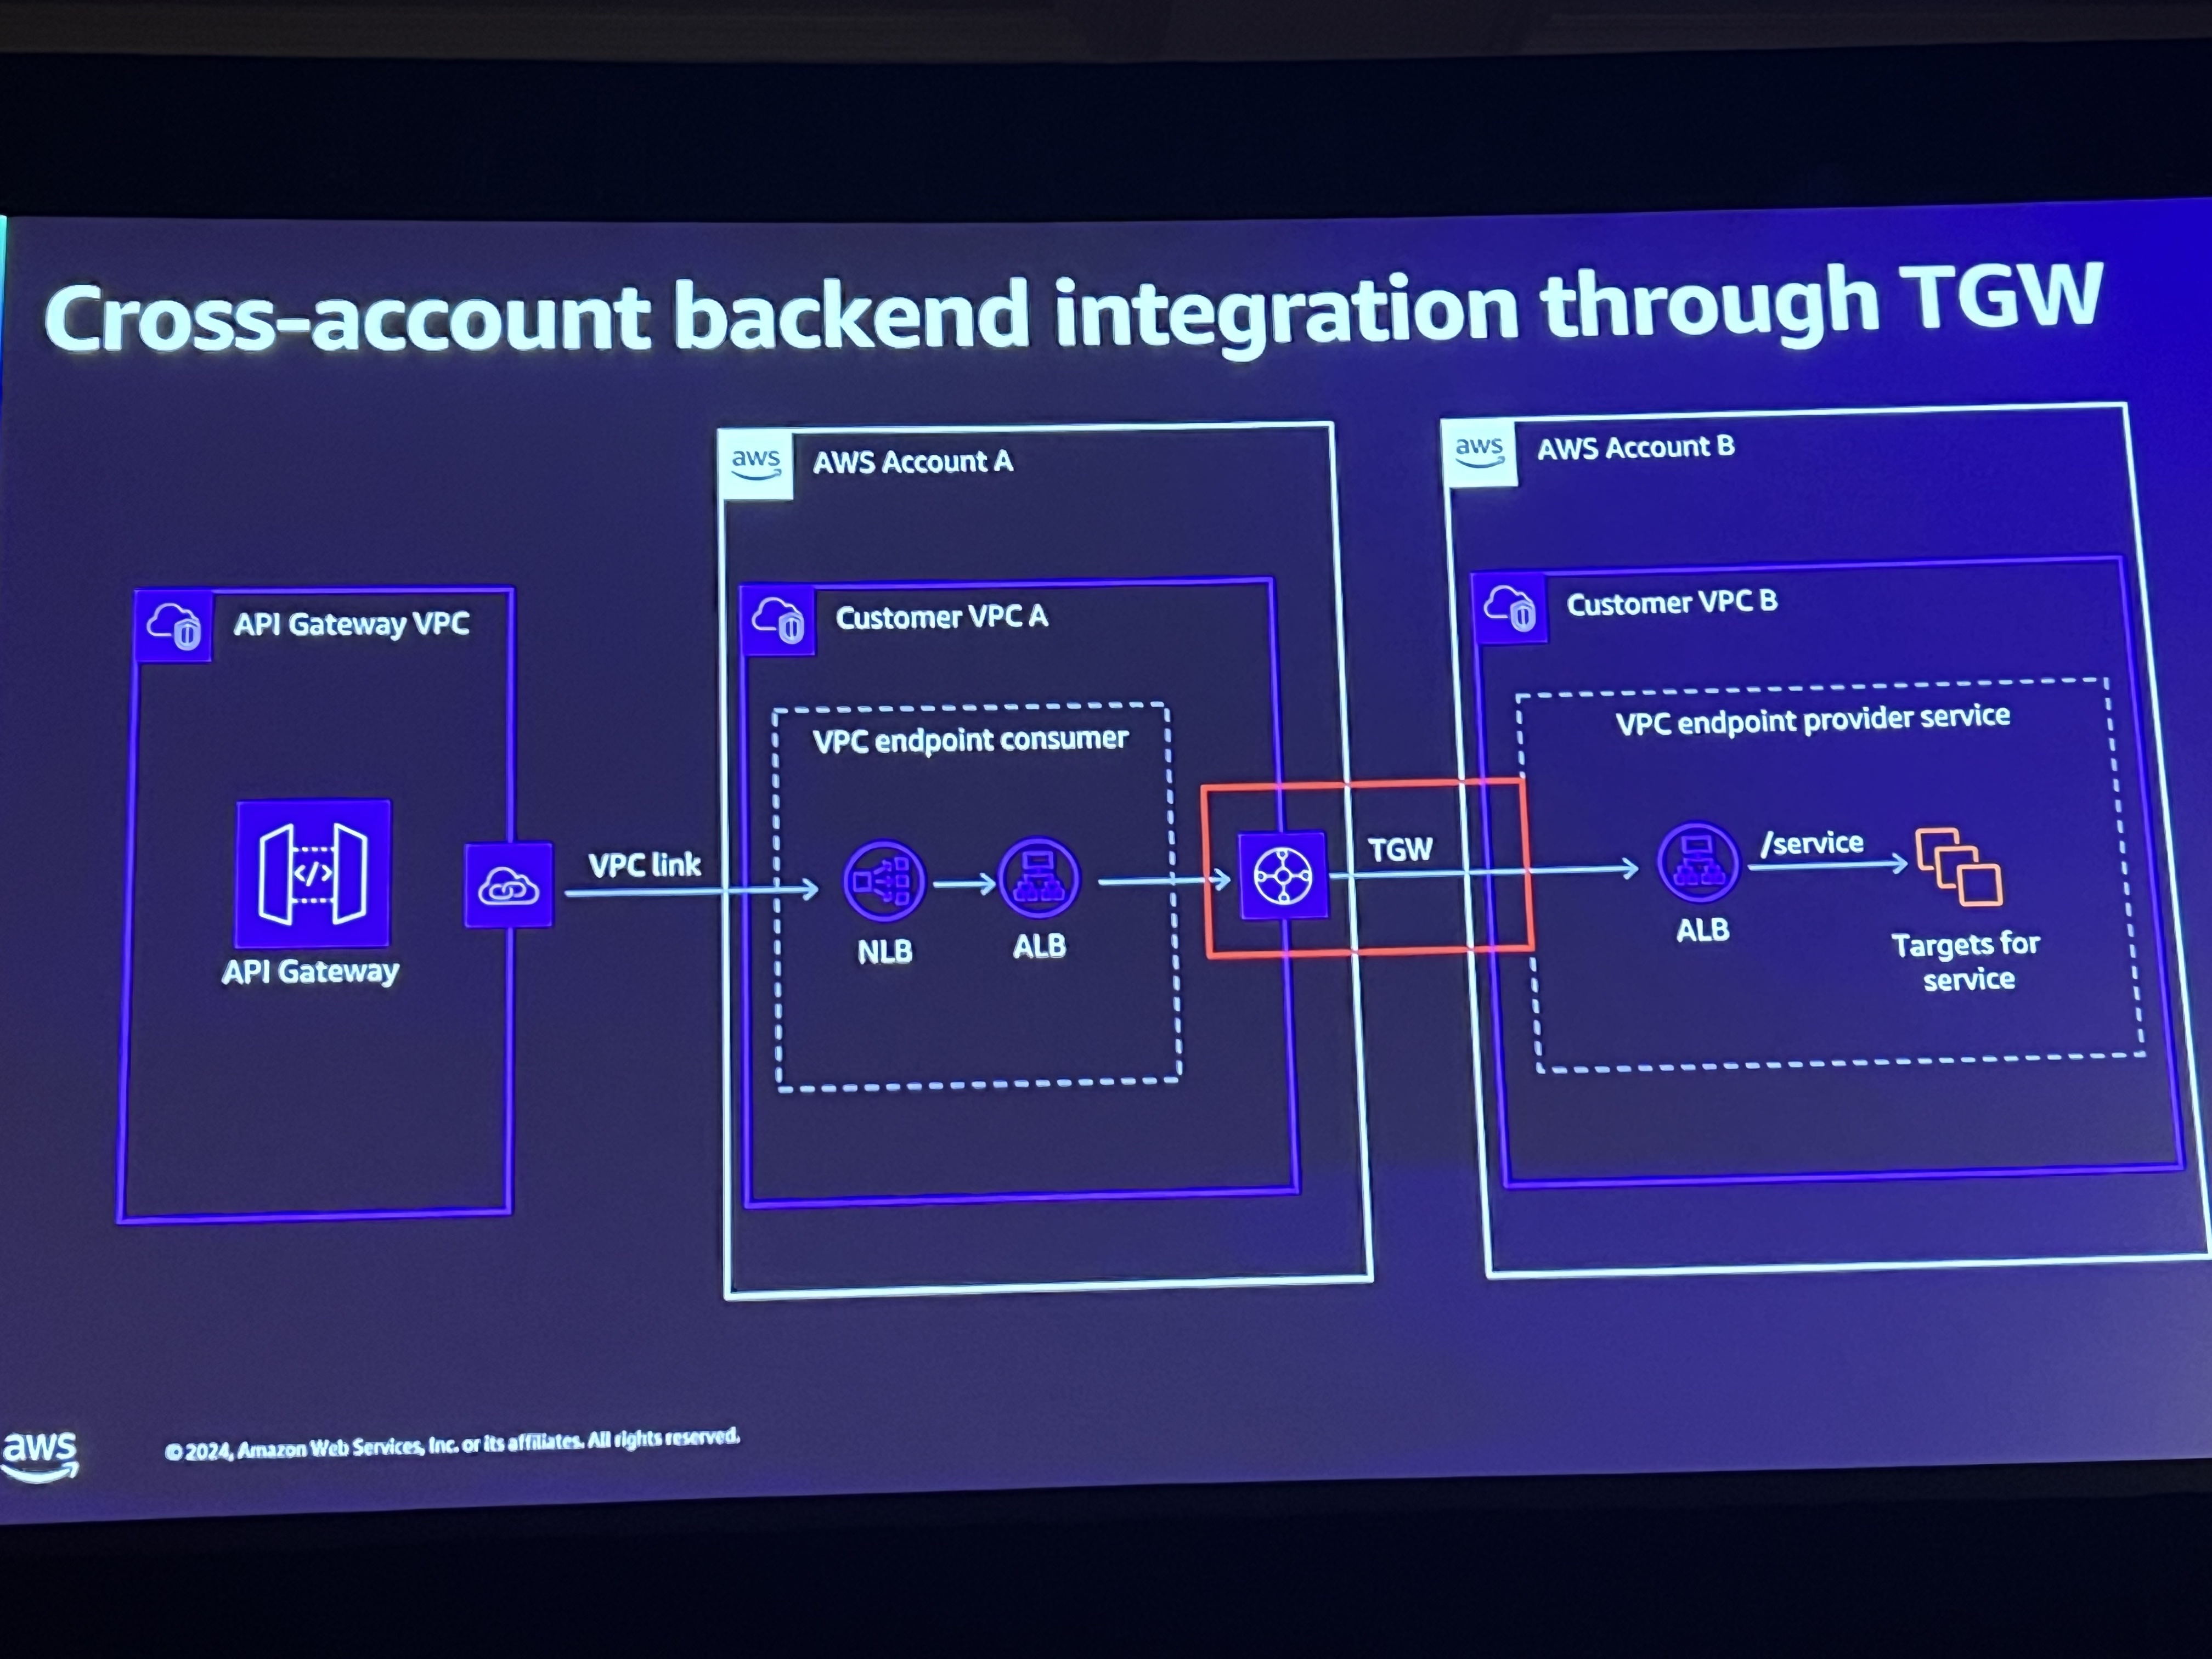 Cross-account backend integration through TGW
aws
AWS Account A
aws
AWS Account B
API Gateway VPC
Customer VPC A
Customer VPC B
VPC endpoint consumer
VPC endpoint provider service
</>
API Gateway
VPC link
NLB
ALB
TGW
ALB
/service
Targets for
service
aws
© 2024, Amazon Web Services, Inc. or its affiliates. All rights reserved.